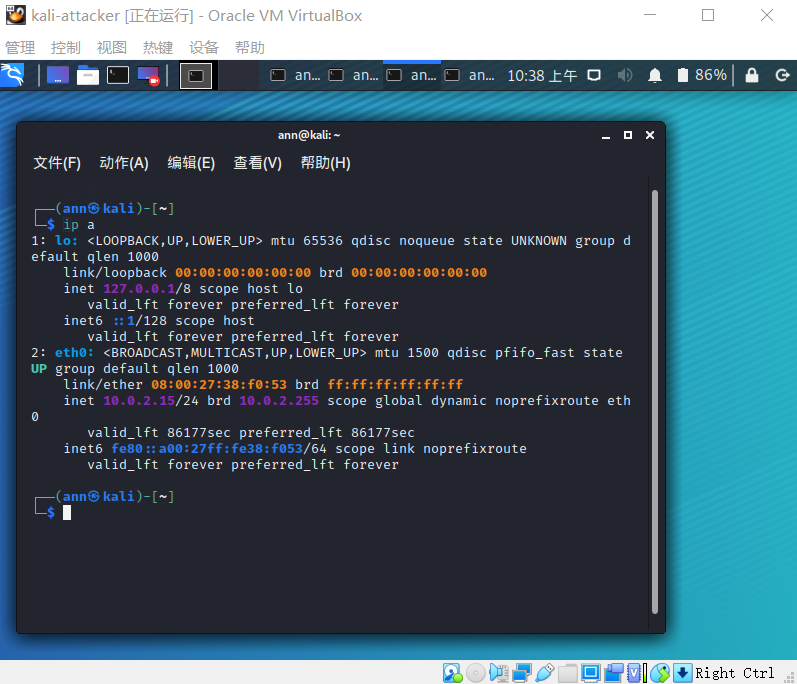 kali-attacker [正在运行] - Oracle VM VirtualBox
管理 控制 视图 热键 设备 帮助
an... an... an... an... 10:38 上午 86%
ann@kali: ~
文件(F) 动作(A) 编辑(E) 查看(V) 帮助(H)
┌──(ann㉿kali)-[~]
└─$ ip a
1: lo: <LOOPBACK,UP,LOWER_UP> mtu 65536 qdisc noqueue state UNKNOWN group d
efault qlen 1000
link/loopback 00:00:00:00:00:00 brd 00:00:00:00:00:00
inet 127.0.0.1/8 scope host lo
valid_lft forever preferred_lft forever
inet6 ::1/128 scope host
valid_lft forever preferred_lft forever
2: eth0: <BROADCAST,MULTICAST,UP,LOWER_UP> mtu 1500 qdisc pfifo_fast state
UP group default qlen 1000
link/ether 08:00:27:38:f0:53 brd ff:ff:ff:ff:ff:ff
inet 10.0.2.15/24 brd 10.0.2.255 scope global dynamic noprefixroute eth
0
valid_lft 86177sec preferred_lft 86177sec
inet6 fe80::a00:27ff:fe38:f053/64 scope link noprefixroute
valid_lft forever preferred_lft forever
┌──(ann㉿kali)-[~]
└─$
Right Ctrl